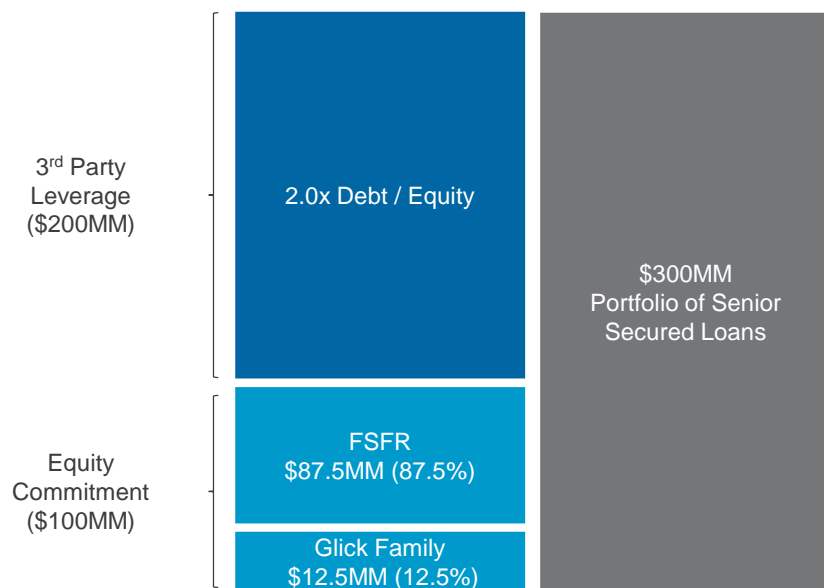 3rd Party
Leverage
($200MM)
2.0x Debt / Equity
$300MM
Portfolio of Senior
Secured Loans
Equity
Commitment
($100MM)
FSFR
$87.5MM (87.5%)
Glick Family
$12.5MM (12.5%)